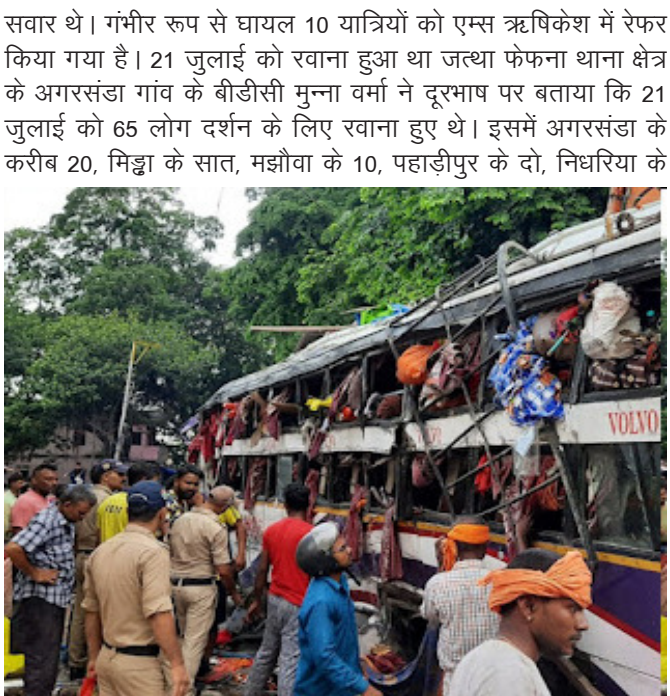 सवार थे। गंभीर रूप से घायल 10 यात्रियों को एम्स ऋषिकेश में रेफर
किया गया है। 21 जुलाई को रवाना हुआ था जत्था फेफना थाना क्षेत्र
के अगरसंडा गांव के बीडीसी मुन्ना वर्मा ने दूरभाष पर बताया कि 21
जुलाई को 65 लोग दर्शन के लिए रवाना हुए थे। इसमें अगरसंडा के
करीब 20, मिड्ढा के सात, मझौवा के 10, पहाड़ीपुर के दो, निधरिया के
VOLVO